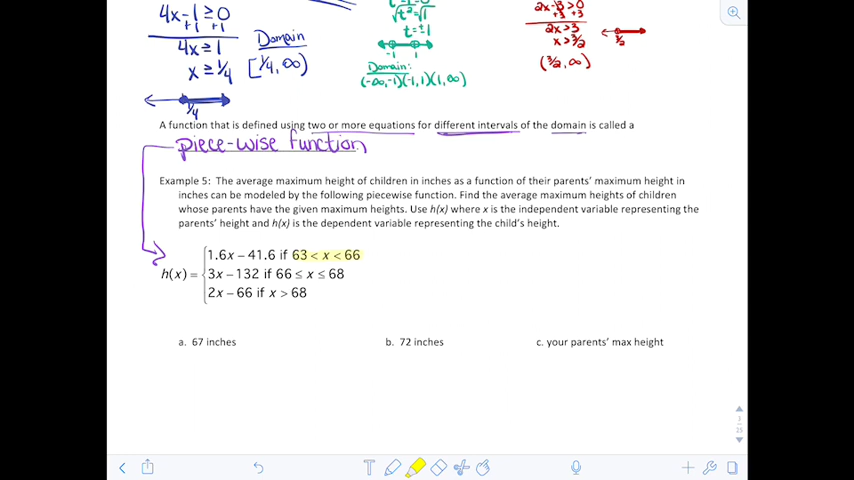 4x-1≥0
+1 +1
4x ≥ 1
x ≥ 1/4
Domain
[1/4, ∞)
1/4
√t² = √1
t = ±1
-1 1
Domain:
(-∞,-1)(-1,1)(1,∞)
2x-3>0
+3 +3
2x>3
x>3/2
3/2
(3/2, ∞)
A function that is defined using two or more equations for different intervals of the domain is called a
piece-wise function
Example 5: The average maximum height of children in inches as a function of their parents' maximum height in
inches can be modeled by the following piecewise function. Find the average maximum heights of children
whose parents have the given maximum heights. Use h(x) where x is the independent variable representing the
parents' height and h(x) is the dependent variable representing the child's height.
1.6x – 41.6 if 63 < x < 66
h(x) = 3x – 132 if 66 ≤ x ≤ 68
2x – 66 if x > 68
a. 67 inches b. 72 inches c. your parents' max height
3
29
T